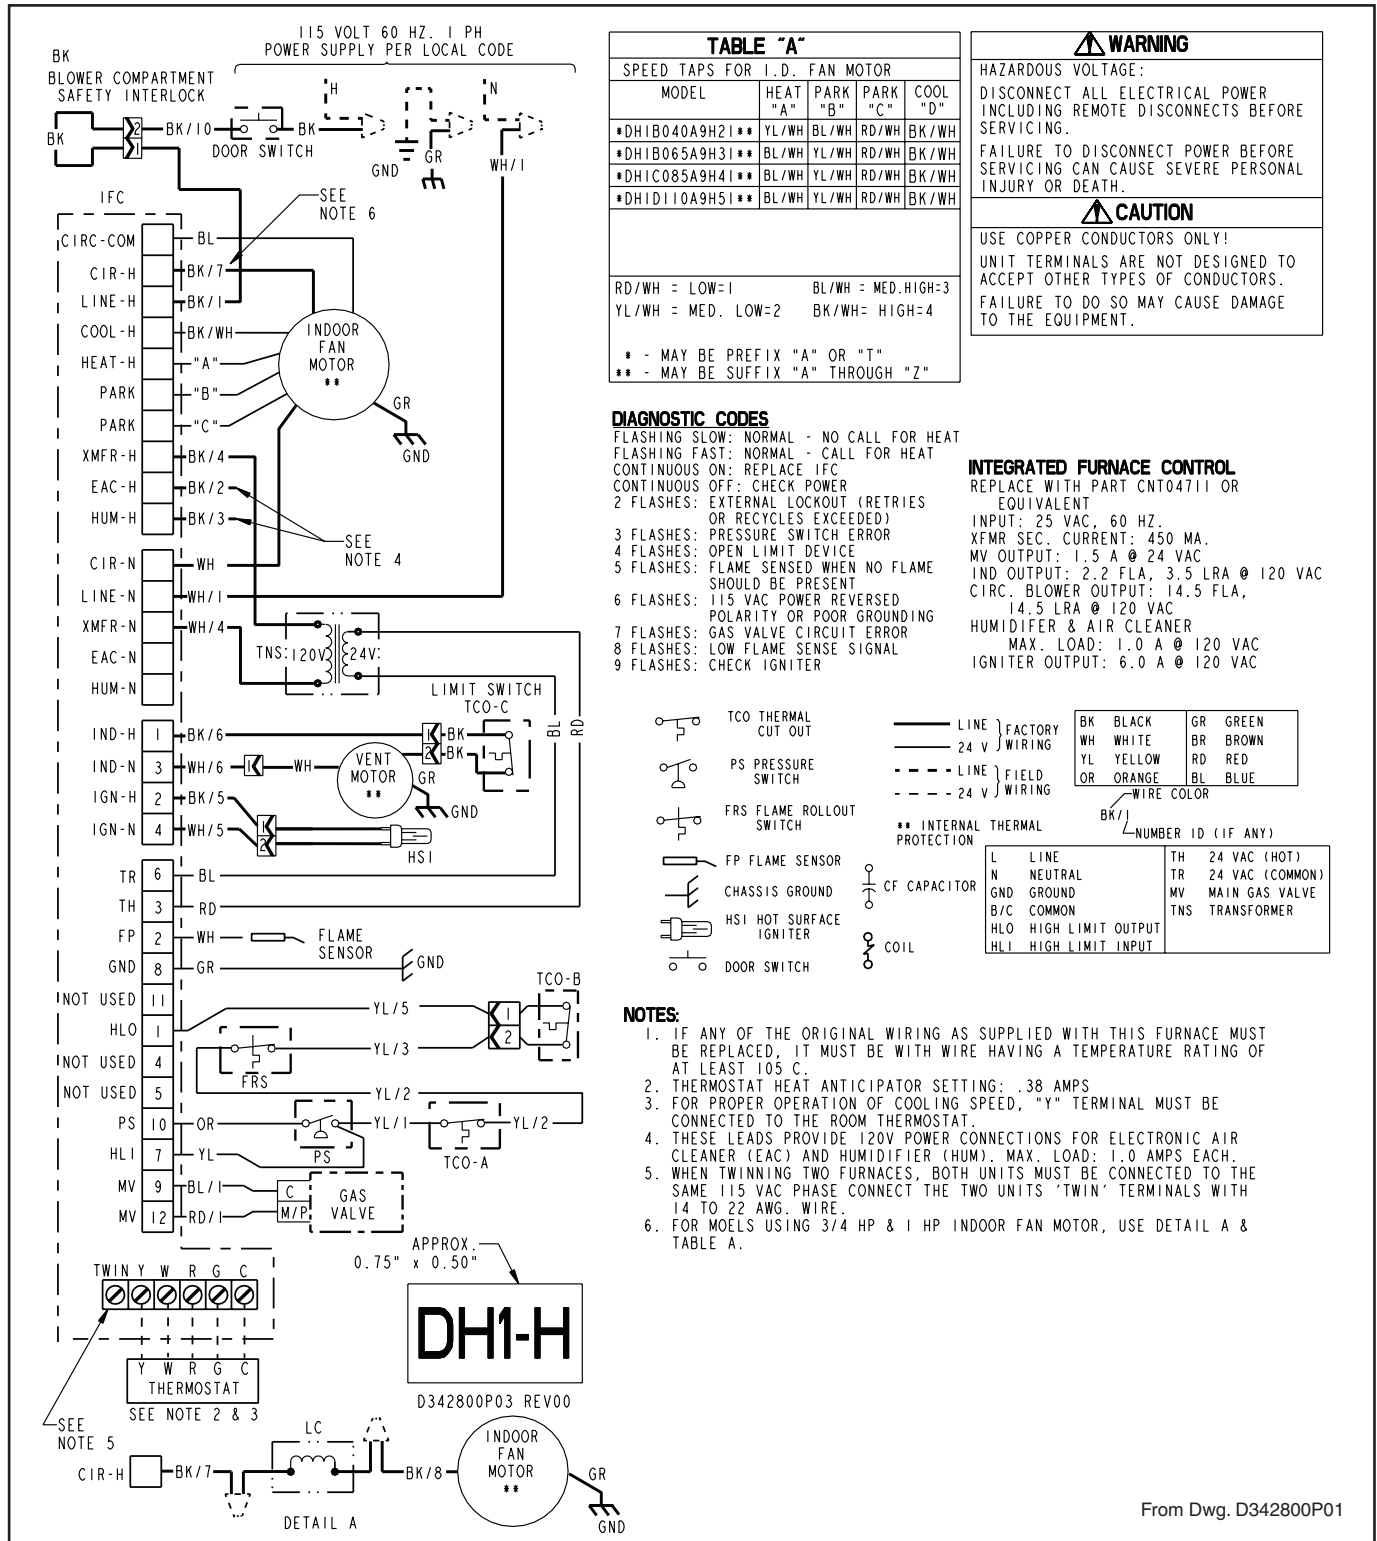 115 VOLT 60 HZ. 1 PH
POWER SUPPLY PER LOCAL CODE
BK
BLOWER COMPARTMENT
SAFETY INTERLOCK
BK
2
1
BK/10
DOOR SWITCH
BK
H
N
GND
GR
WH/1
SEE
NOTE 6
IFC
CIRC-COM
BL
CIR-H
BK/7
LINE-H
BK/1
COOL-H
BK/WH
HEAT-H
"A"
PARK
"B"
PARK
"C"
XMFR-H
BK/4
EAC-H
BK/2
HUM-H
BK/3
INDOOR
FAN
MOTOR
**
GR
GND
SEE
NOTE 4
CIR-N
WH
LINE-N
WH/1
XMFR-N
WH/4
EAC-N
HUM-N
TNS
120V
24V
LIMIT SWITCH
TCO-C
BL
RD
IND-H 1 BK/6
1 BK
2 BK
IND-N 3 WH/6
1 WH
VENT
MOTOR
**
GR
GND
IGN-H 2 BK/5
IGN-N 4 WH/5
1
2
HSI
TR 6 BL
TH 3 RD
FP 2 WH
FLAME
SENSOR
GND 8 GR
GND
NOT USED 11
HLO 1
YL/5
1
2
TCO-B
NOT USED 4
FRS
YL/3
NOT USED 5
YL/2
PS 10 OR
PS
YL/1
TCO-A
YL/2
HLI 7 YL
MV 9 BL/1
C
MV 12 RD/1
M/P
GAS
VALVE
TWIN Y W R G C
Y W R G C
THERMOSTAT
SEE NOTE 2 & 3
SEE
NOTE 5
APPROX.
0.75" x 0.50"
DH1-H
D342800P03 REV00
CIR-H
BK/7
LC
BK/8
INDOOR
FAN
MOTOR
**
GR
GND
DETAIL A
TABLE "A"
SPEED TAPS FOR I.D. FAN MOTOR
MODEL HEAT "A" PARK "B" PARK "C" COOL "D"
*DH1B040A9H21** YL/WH BL/WH RD/WH BK/WH
*DH1B065A9H31** BL/WH YL/WH RD/WH BK/WH
*DH1C085A9H41** BL/WH YL/WH RD/WH BK/WH
*DH1D110A9H51** BL/WH YL/WH RD/WH BK/WH
RD/WH = LOW=1 BL/WH = MED.HIGH=3
YL/WH = MED. LOW=2 BK/WH= HIGH=4
* - MAY BE PREFIX "A" OR "T"
** - MAY BE SUFFIX "A" THROUGH "Z"
WARNING
HAZARDOUS VOLTAGE:
DISCONNECT ALL ELECTRICAL POWER
INCLUDING REMOTE DISCONNECTS BEFORE
SERVICING.
FAILURE TO DISCONNECT POWER BEFORE
SERVICING CAN CAUSE SEVERE PERSONAL
INJURY OR DEATH.
CAUTION
USE COPPER CONDUCTORS ONLY!
UNIT TERMINALS ARE NOT DESIGNED TO
ACCEPT OTHER TYPES OF CONDUCTORS.
FAILURE TO DO SO MAY CAUSE DAMAGE
TO THE EQUIPMENT.
DIAGNOSTIC CODES
FLASHING SLOW: NORMAL - NO CALL FOR HEAT
FLASHING FAST: NORMAL - CALL FOR HEAT
CONTINUOUS ON: REPLACE IFC
CONTINUOUS OFF: CHECK POWER
2 FLASHES: EXTERNAL LOCKOUT (RETRIES
OR RECYCLES EXCEEDED)
3 FLASHES: PRESSURE SWITCH ERROR
4 FLASHES: OPEN LIMIT DEVICE
5 FLASHES: FLAME SENSED WHEN NO FLAME
SHOULD BE PRESENT
6 FLASHES: 115 VAC POWER REVERSED
POLARITY OR POOR GROUNDING
7 FLASHES: GAS VALVE CIRCUIT ERROR
8 FLASHES: LOW FLAME SENSE SIGNAL
9 FLASHES: CHECK IGNITER
INTEGRATED FURNACE CONTROL
REPLACE WITH PART CNT04711 OR
EQUIVALENT
INPUT: 25 VAC, 60 HZ.
XFMR SEC. CURRENT: 450 MA.
MV OUTPUT: 1.5 A @ 24 VAC
IND OUTPUT: 2.2 FLA, 3.5 LRA @ 120 VAC
CIRC. BLOWER OUTPUT: 14.5 FLA,
14.5 LRA @ 120 VAC
HUMIDIFER & AIR CLEANER
MAX. LOAD: 1.0 A @ 120 VAC
IGNITER OUTPUT: 6.0 A @ 120 VAC
TCO THERMAL
CUT OUT
PS PRESSURE
SWITCH
FRS FLAME ROLLOUT
SWITCH
FP FLAME SENSOR
CHASSIS GROUND
HSI HOT SURFACE
IGNITER
DOOR SWITCH
CF CAPACITOR
COIL
LINE
24 V
FACTORY
WIRING
LINE
24 V
FIELD
WIRING
** INTERNAL THERMAL
PROTECTION
BK BLACK GR GREEN
WH WHITE BR BROWN
YL YELLOW RD RED
OR ORANGE BL BLUE
WIRE COLOR
BK/1
NUMBER ID (IF ANY)
L LINE TH 24 VAC (HOT)
N NEUTRAL TR 24 VAC (COMMON)
GND GROUND MV MAIN GAS VALVE
B/C COMMON TNS TRANSFORMER
HLO HIGH LIMIT OUTPUT
HLI HIGH LIMIT INPUT
NOTES:
1. IF ANY OF THE ORIGINAL WIRING AS SUPPLIED WITH THIS FURNACE MUST
BE REPLACED, IT MUST BE WITH WIRE HAVING A TEMPERATURE RATING OF
AT LEAST 105 C.
2. THERMOSTAT HEAT ANTICIPATOR SETTING: .38 AMPS
3. FOR PROPER OPERATION OF COOLING SPEED, "Y" TERMINAL MUST BE
CONNECTED TO THE ROOM THERMOSTAT.
4. THESE LEADS PROVIDE 120V POWER CONNECTIONS FOR ELECTRONIC AIR
CLEANER (EAC) AND HUMIDIFIER (HUM). MAX. LOAD: 1.0 AMPS EACH.
5. WHEN TWINNING TWO FURNACES, BOTH UNITS MUST BE CONNECTED TO THE
SAME 115 VAC PHASE CONNECT THE TWO UNITS 'TWIN' TERMINALS WITH
14 TO 22 AWG. WIRE.
6. FOR MOELS USING 3/4 HP & 1 HP INDOOR FAN MOTOR, USE DETAIL A &
TABLE A.
From Dwg. D342800P01